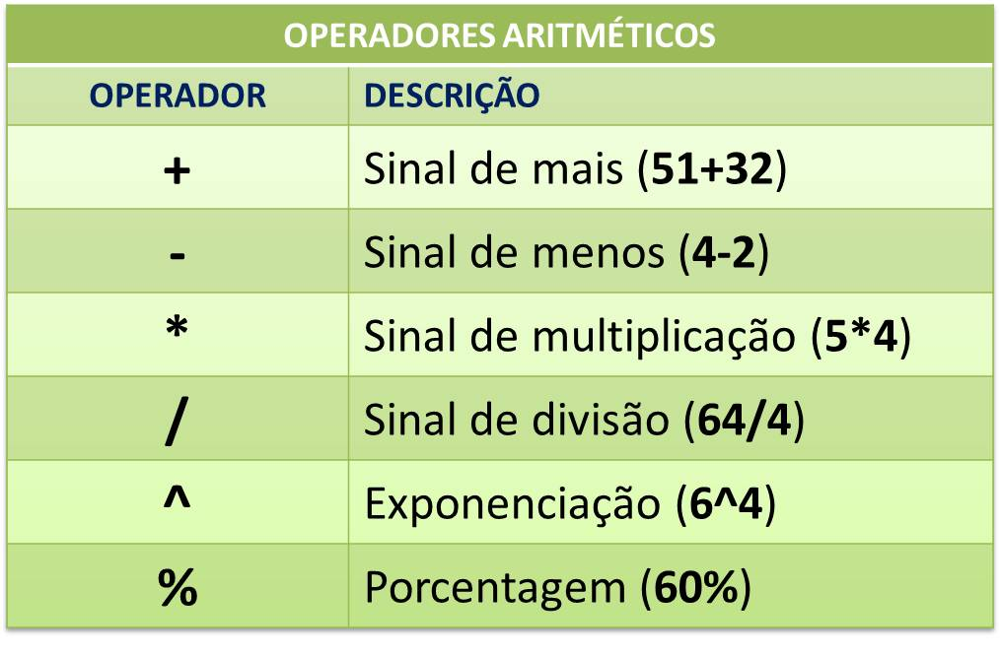 OPERADORES ARITMÉTICOS
OPERADOR DESCRIÇÃO
+ Sinal de mais (51+32)
- Sinal de menos (4-2)
* Sinal de multiplicação (5*4)
/ Sinal de divisão (64/4)
^ Exponenciação (6^4)
% Porcentagem (60%)